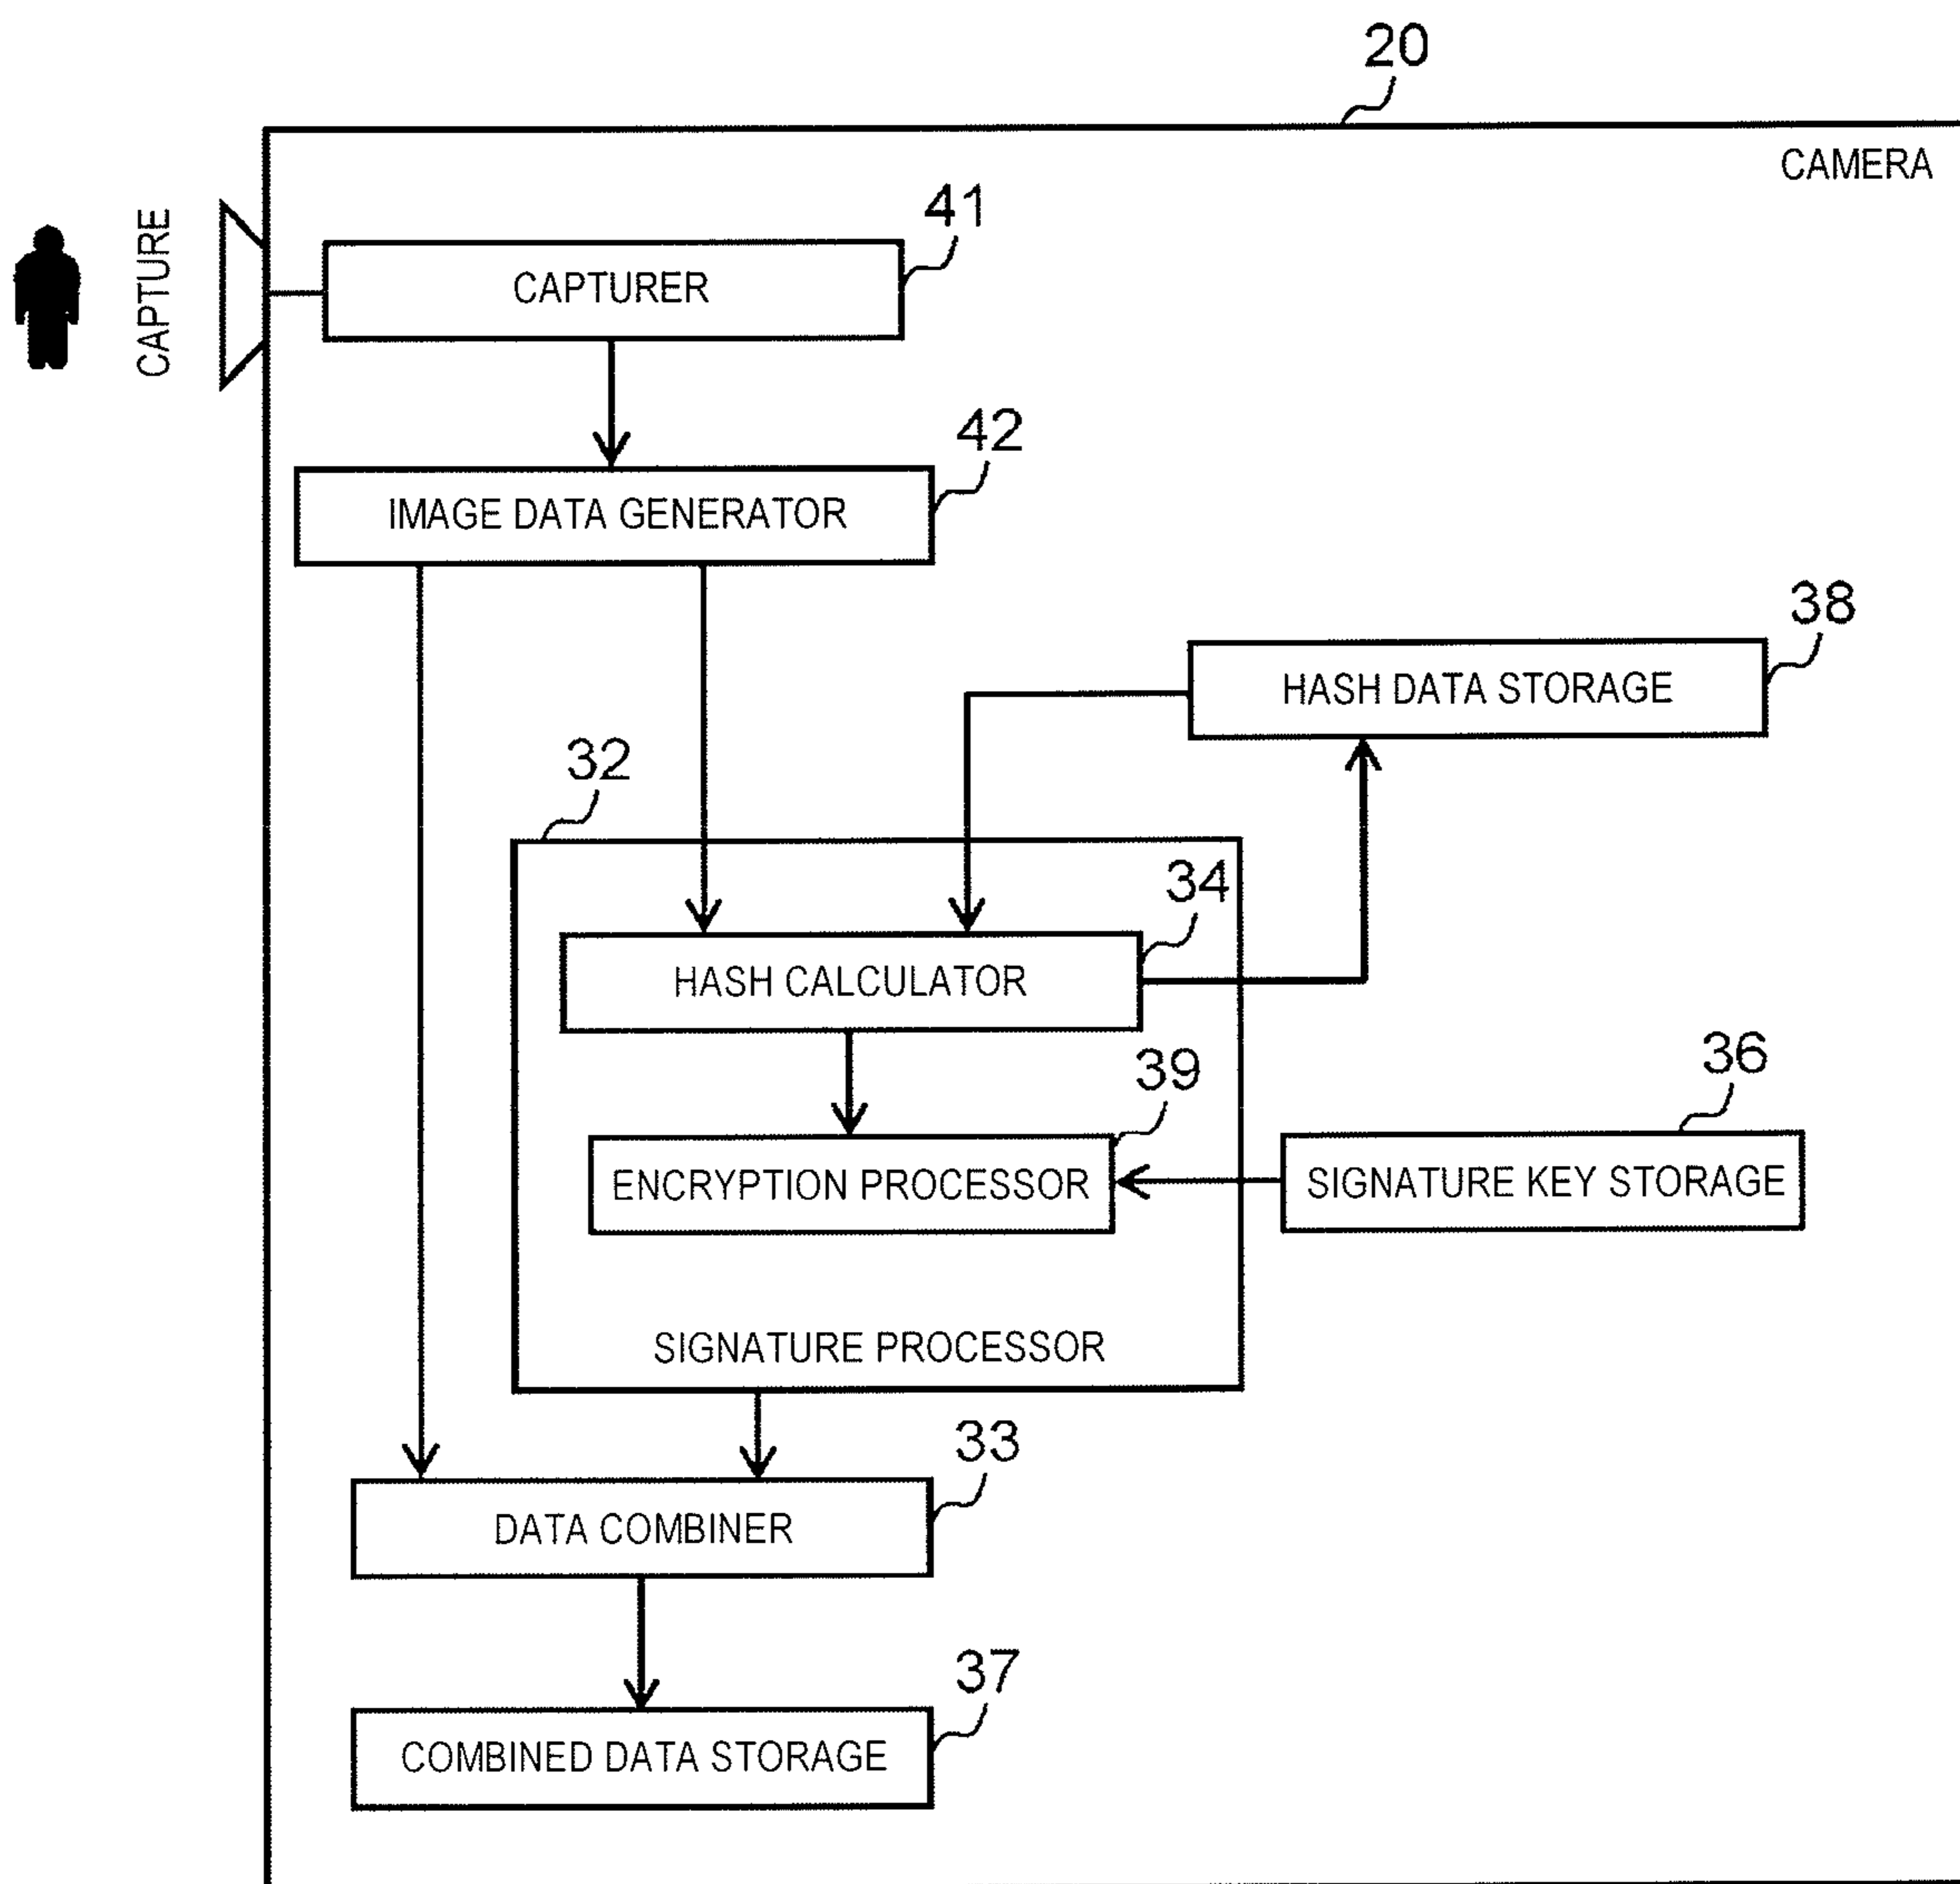 20
CAMERA
41
CAPTURE
CAPTURER
42
IMAGE DATA GENERATOR
38
HASH DATA STORAGE
32
34
HASH CALCULATOR
39
36
ENCRYPTION PROCESSOR
SIGNATURE KEY STORAGE
SIGNATURE PROCESSOR
33
DATA COMBINER
37
COMBINED DATA STORAGE